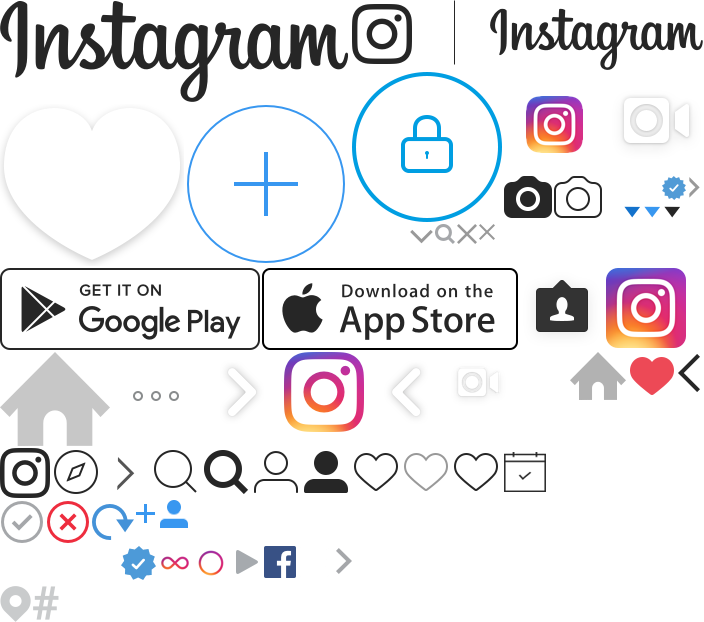 Instagram
Instagram
GET IT ON
Google Play
Download on the
App Store
#